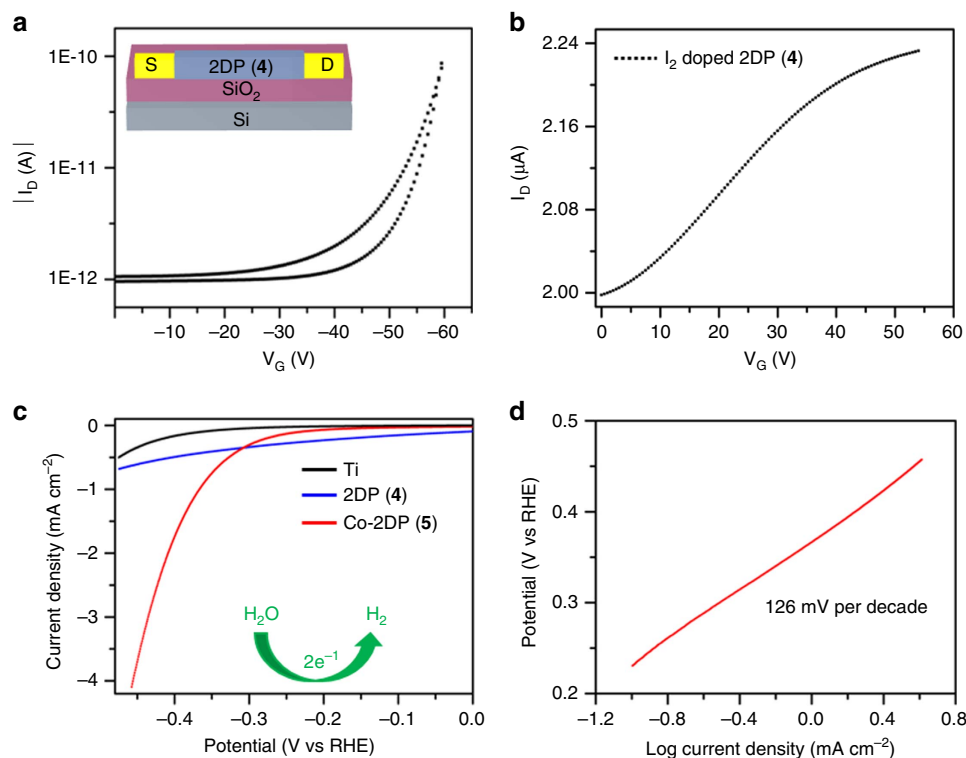 a
1E-10
1E-11
1E-12
| I_D (A) |
S
2DP (4)
D
SiO₂
Si
−10 −20 −30 −40 −50 −60
V_G (V)
b
2.24
2.16
2.08
2.00
I_D (μA)
I₂ doped 2DP (4)
0 10 20 30 40 50 60
V_G (V)
c
0
−1
−2
−3
−4
Current density (mA cm⁻²)
Ti
2DP (4)
Co-2DP (5)
H₂O
H₂
2e⁻¹
−0.4 −0.3 −0.2 −0.1 0.0
Potential (V vs RHE)
d
0.5
0.4
0.3
0.2
Potential (V vs RHE)
126 mV per decade
−1.2 −0.8 −0.4 0.0 0.4 0.8
Log current density (mA cm⁻²)